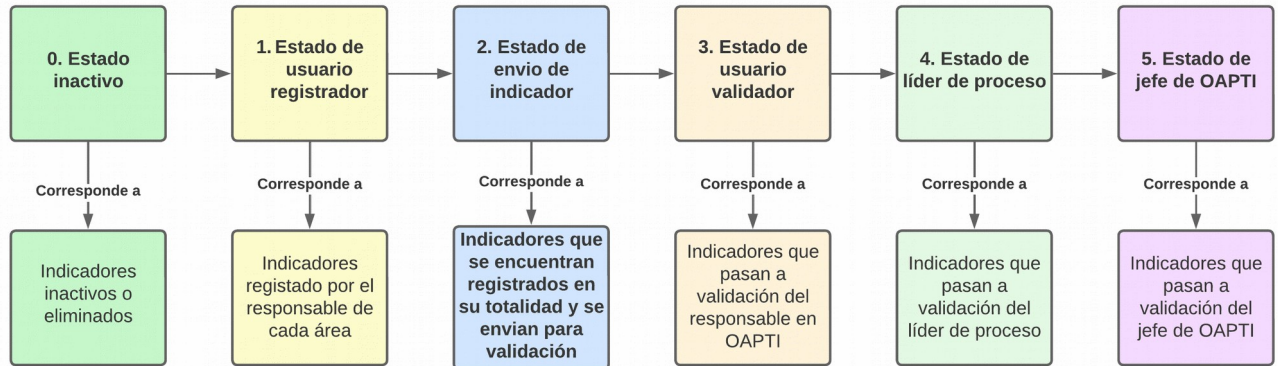 0. Estado
inactivo
1. Estado de
usuario
registrador
2. Estado de
envio de
indicador
3. Estado de
usuario
validador
4. Estado de
líder de proceso
5. Estado de
jefe de OAPTI
Corresponde a
Corresponde a
Corresponde a
Corresponde a
Corresponde a
Corresponde a
Indicadores
inactivos o
eliminados
Indicadores
registado por el
responsable de
cada área
Indicadores que
se encuentran
registrados en
su totalidad y se
envian para
validación
Indicadores que
pasan a
validación del
responsable en
OAPTI
Indicadores que
pasan a
validación del
líder de proceso
Indicadores que
pasan a
validación del
jefe de OAPTI